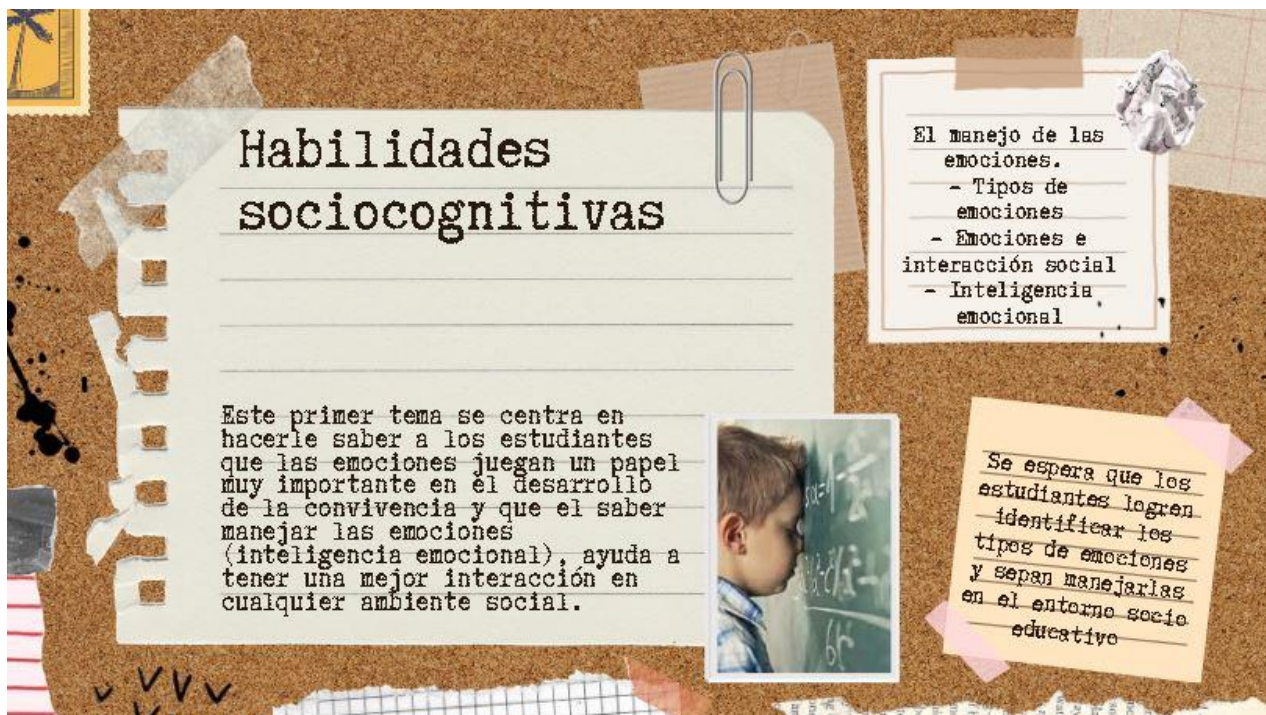 Habilidades
sociocognitivas
Este primer tema se centra en
hacerle saber a los estudiantes
que las emociones juegan un papel
muy importante en el desarrollo
de la convivencia y que el saber
manejar las emociones
(inteligencia emocional), ayuda a
tener una mejor interacción en
cualquier ambiente social.
El manejo de las
emociones.
- Tipos de
emociones
- Emociones e
interacción social
- Inteligencia
emocional
Se espera que los
estudiantes logren
identificar los
tipos de emociones
y sepan manejarlas
en el entorno socio
educativo